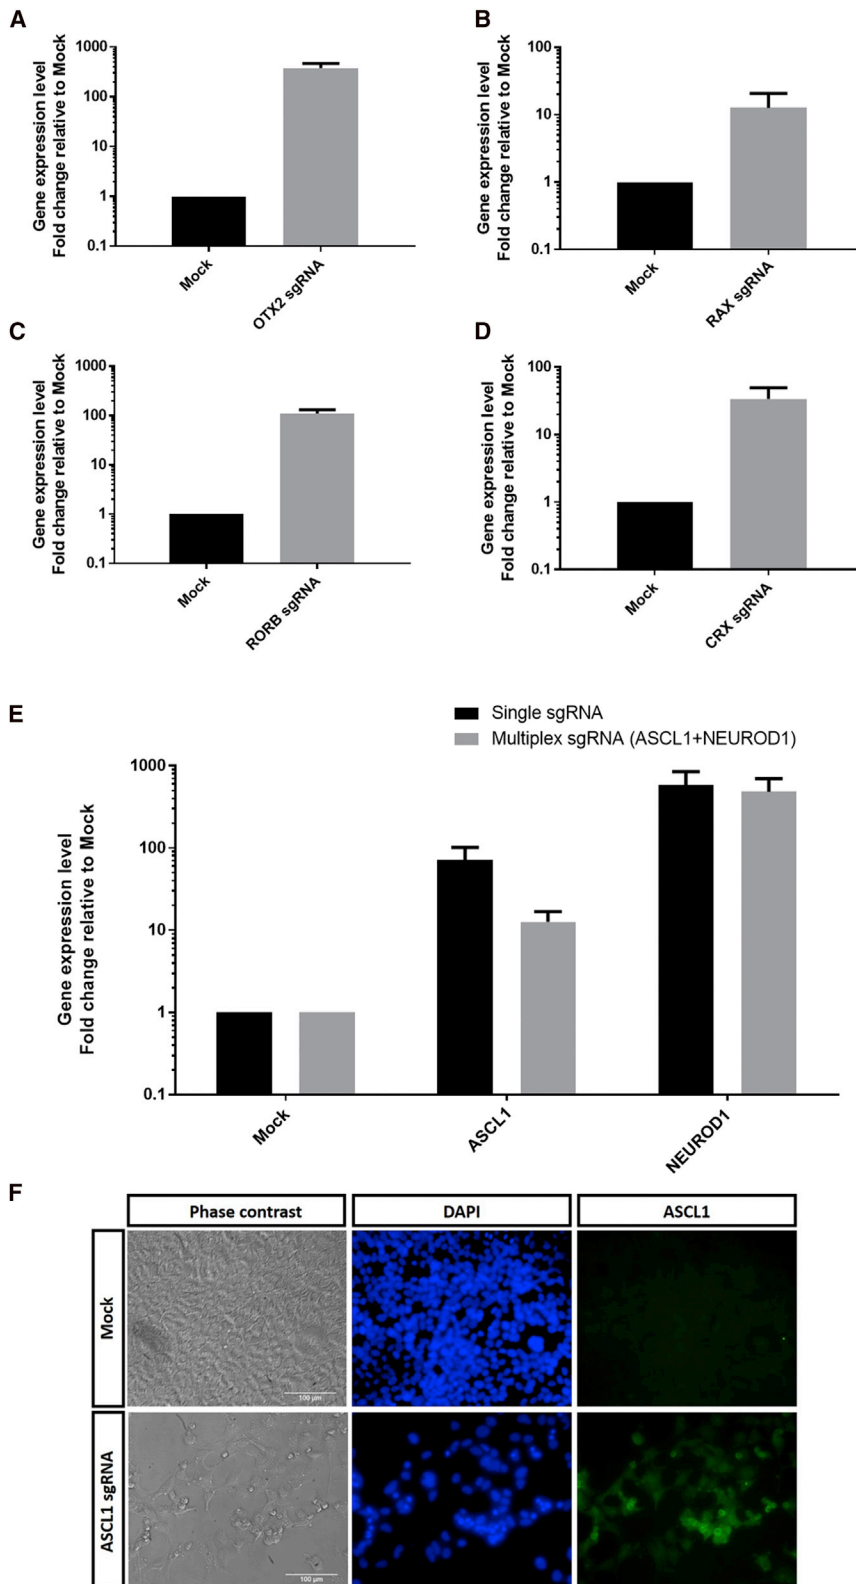 A
Gene expression level
Fold change relative to Mock
1000
100
10
1
0.1
Mock
OTX2 sgRNA
B
Gene expression level
Fold change relative to Mock
100
10
1
0.1
Mock
RAX sgRNA
C
Gene expression level
Fold change relative to Mock
1000
100
10
1
0.1
Mock
RORB sgRNA
D
Gene expression level
Fold change relative to Mock
100
10
1
0.1
Mock
CRX sgRNA
E
Single sgRNA
Multiplex sgRNA (ASCL1+NEUROD1)
Gene expression level
Fold change relative to Mock
1000
100
10
1
0.1
Mock
ASCL1
NEUROD1
F
Phase contrast
DAPI
ASCL1
Mock
100 µm
ASCL1 sgRNA
100 µm